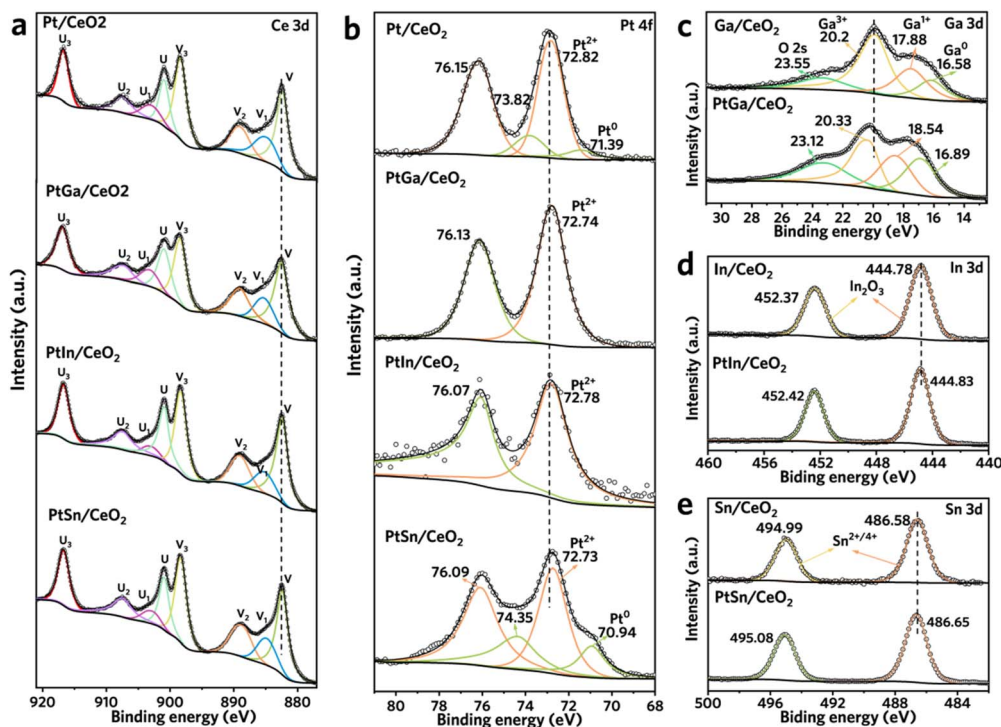 a
Ce 3d
Pt/CeO2
U₃
U₂
U₁
U
V₃
V₂
V₁
V
PtGa/CeO2
U₃
U₂
U₁
U
V₃
V₂
V₁
V
PtIn/CeO₂
U₃
U₂
U₁
U
V₃
V₂
V₁
V
PtSn/CeO₂
U₃
U₂
U₁
U
V₃
V₂
V₁
V
Intensity (a.u.)
920 910 900 890 880
Binding energy (eV)
b
Pt 4f
Pt/CeO₂
76.15
73.82
Pt²⁺
72.82
Pt⁰
71.39
PtGa/CeO₂
76.13
Pt²⁺
72.74
PtIn/CeO₂
76.07
Pt²⁺
72.78
PtSn/CeO₂
76.09
74.35
Pt²⁺
72.73
Pt⁰
70.94
Intensity (a.u.)
80 78 76 74 72 70 68
Binding energy (eV)
c
Ga/CeO₂
Ga³⁺
20.2
Ga¹⁺
17.88
Ga 3d
Ga⁰
16.58
O 2s
23.55
PtGa/CeO₂
20.33
23.12
18.54
16.89
Intensity (a.u.)
30 28 26 24 22 20 18 16 14
Binding energy (eV)
d
In/CeO₂
444.78
In 3d
452.37
In₂O₃
PtIn/CeO₂
452.42
444.83
Intensity (a.u.)
460 456 452 448 444 440
Biding energy (eV)
e
Sn/CeO₂
494.99
486.58
Sn 3d
Sn²⁺/⁴⁺
PtSn/CeO₂
495.08
486.65
Intensity (a.u.)
500 496 492 488 484
Binding energy (eV)